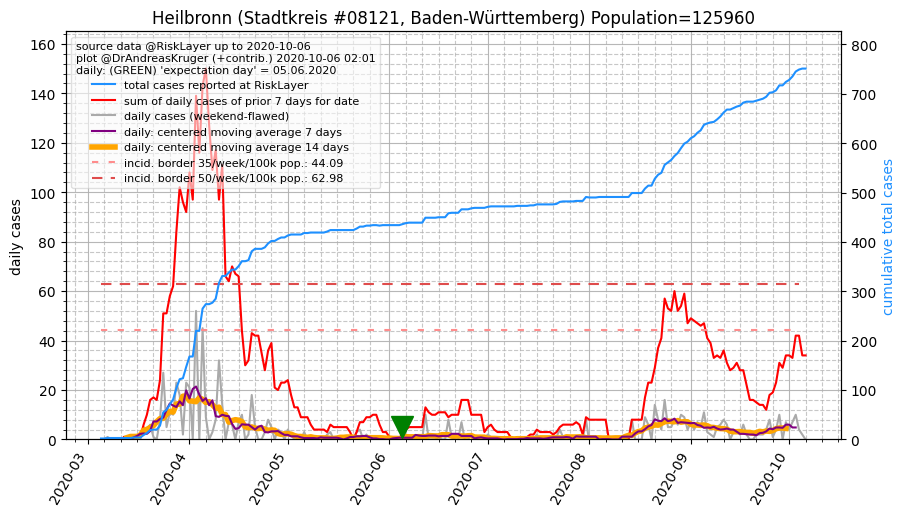 Heilbronn (Stadtkreis #08121, Baden-Württemberg) Population=125960
source data @RiskLayer up to 2020-10-06
plot @DrAndreasKruger (+contrib.) 2020-10-06 02:01
daily: (GREEN) 'expectation day' = 05.06.2020
total cases reported at RiskLayer
sum of daily cases of prior 7 days for date
daily cases (weekend-flawed)
daily: centered moving average 7 days
daily: centered moving average 14 days
incid. border 35/week/100k pop.: 44.09
incid. border 50/week/100k pop.: 62.98
daily cases
160
140
120
100
80
60
40
20
0
cumulative total cases
800
700
600
500
400
300
200
100
0
2020-03
2020-04
2020-05
2020-06
2020-07
2020-08
2020-09
2020-10